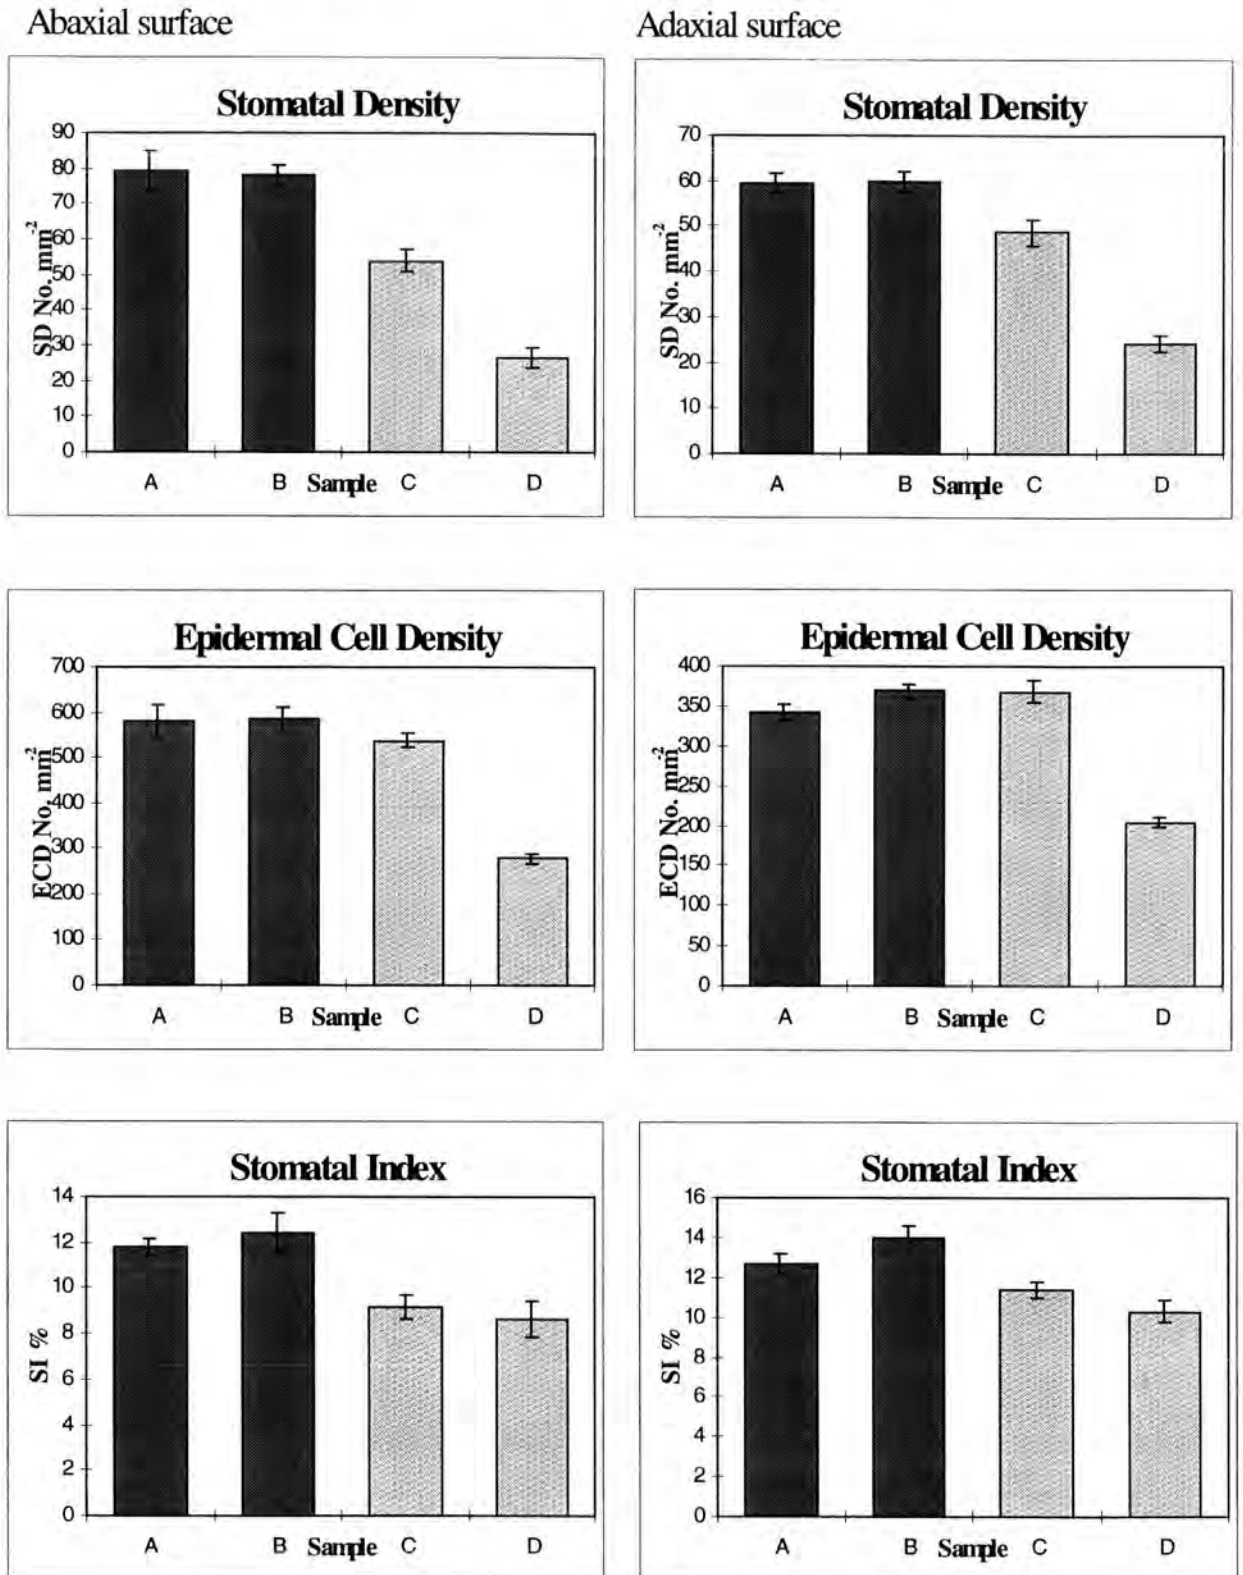 Abaxial surface
Adaxial surface
Stomatal Density
90
80
70
60
50
40
30
20
10
0
SD No. mm-2
A B Sample C D
Stomatal Density
70
60
50
40
30
20
10
0
SD No. mm-2
A B Sample C D
Epidermal Cell Density
700
600
500
400
300
200
100
0
ECD No. mm-2
A B Sample C D
Epidermal Cell Density
400
350
300
250
200
150
100
50
0
ECD No. mm-2
A B Sample C D
Stomatal Index
14
12
10
8
6
4
2
0
SI %
A B Sample C D
Stomatal Index
16
14
12
10
8
6
4
2
0
SI %
A B Sample C D